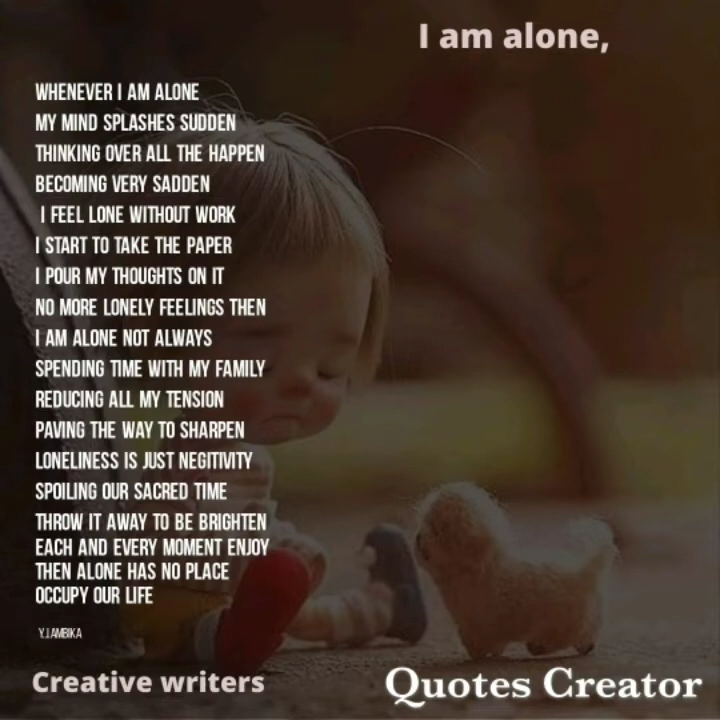 I am alone,
WHENEVER I AM ALONE
MY MIND SPLASHES SUDDEN
THINKING OVER ALL THE HAPPEN
BECOMING VERY SADDEN
I FEEL LONE WITHOUT WORK
I START TO TAKE THE PAPER
I POUR MY THOUGHTS ON IT
NO MORE LONELY FEELINGS THEN
I AM ALONE NOT ALWAYS
SPENDING TIME WITH MY FAMILY
REDUCING ALL MY TENSION
PAVING THE WAY TO SHARPEN
LONELINESS IS JUST NEGITIVITY
SPOILING OUR SACRED TIME
THROW IT AWAY TO BE BRIGHTEN
EACH AND EVERY MOMENT ENJOY
THEN ALONE HAS NO PLACE
OCCUPY OUR LIFE
Y.J.AMBIKA
Creative writers
Quotes Creator